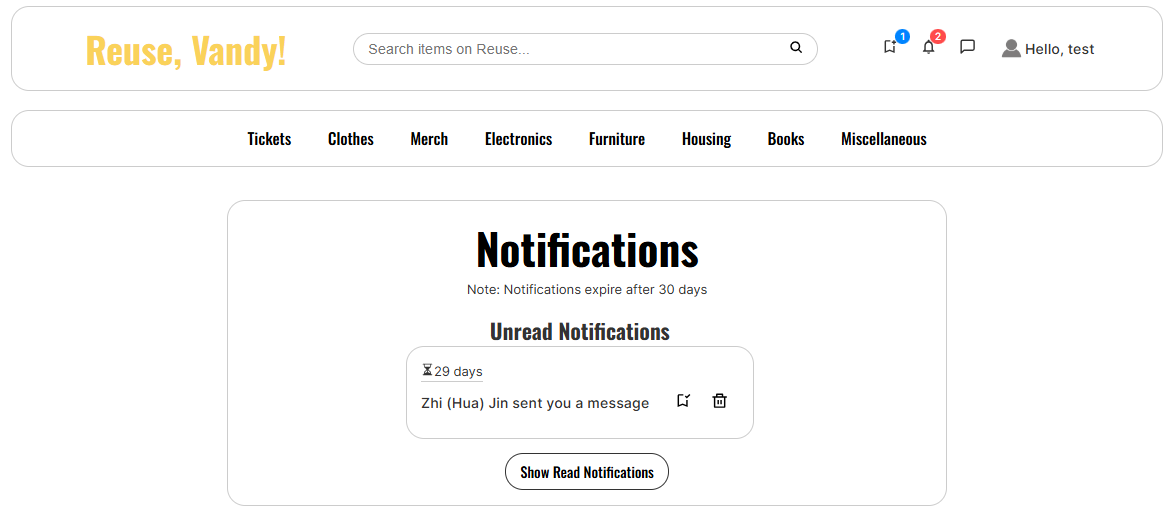 Reuse, Vandy!
Search items on Reuse...
1
2
Hello, test
Tickets Clothes Merch Electronics Furniture Housing Books Miscellaneous
Notifications
Note: Notifications expire after 30 days
Unread Notifications
29 days
Zhi (Hua) Jin sent you a message
Show Read Notifications